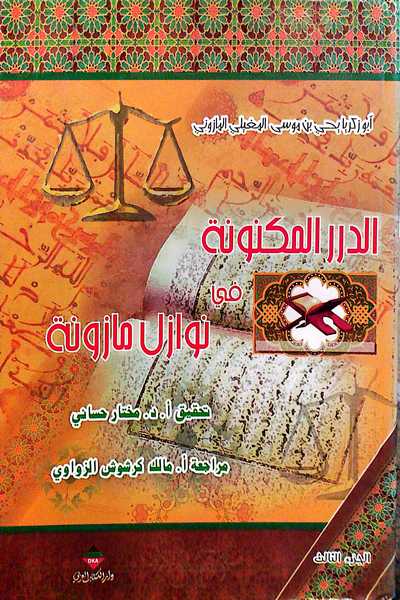 أبو زكريا يحي بن موسى المغيلي المازوني
الدرر المكنونة
في
نوازل مازونة
تحقيق أ. د. مختار حساني
مراجعة أ. مالك كرشوش الزواوي
الجزء الثالث
DKA
دار الكتاب العربي